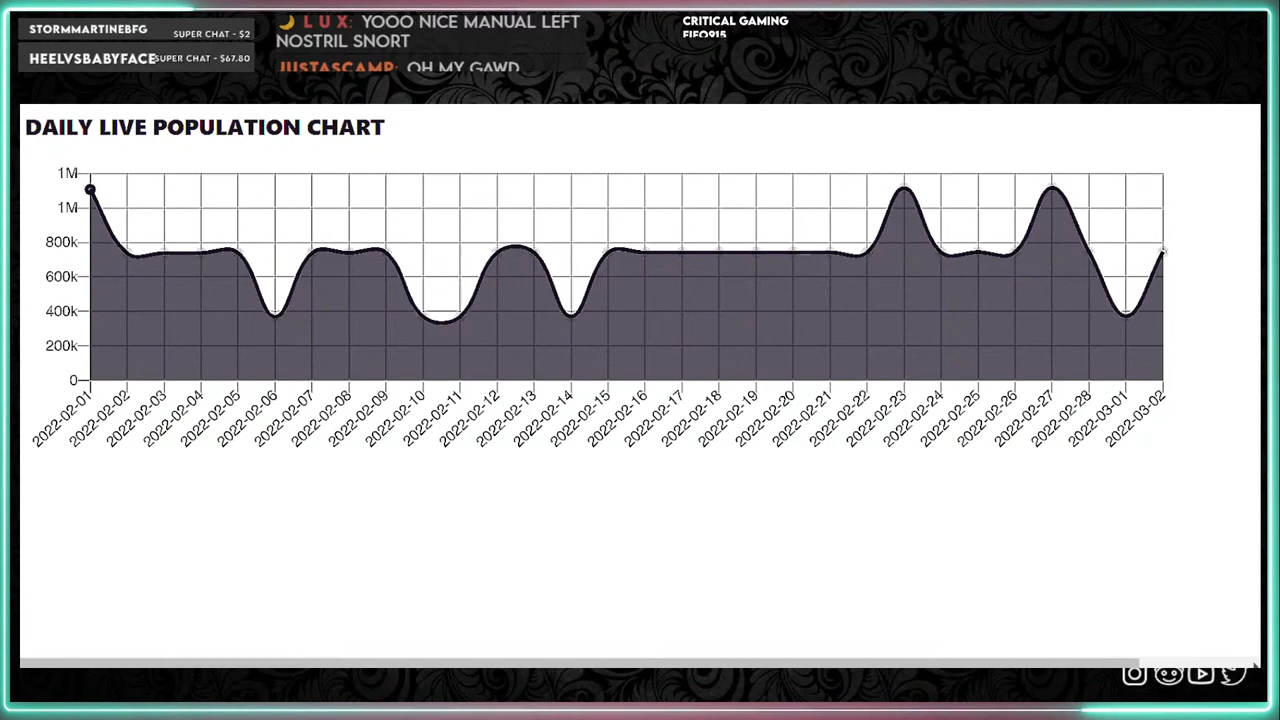 STORMMARTINEBFG SUPER CHAT - $2
HEELVSBABYFACE SUPER CHAT - $67.80
L U X: YOOO NICE MANUAL LEFT
NOSTRIL SNORT
JUSTASCAMP: OH MY GAWD
CRITICAL GAMING
FIFO915
DAILY LIVE POPULATION CHART
1M
1M
800k
600k
400k
200k
0
2022-02-01
2022-02-02
2022-02-03
2022-02-04
2022-02-05
2022-02-06
2022-02-07
2022-02-08
2022-02-09
2022-02-10
2022-02-11
2022-02-12
2022-02-13
2022-02-14
2022-02-15
2022-02-16
2022-02-17
2022-02-18
2022-02-19
2022-02-20
2022-02-21
2022-02-22
2022-02-23
2022-02-24
2022-02-25
2022-02-26
2022-02-27
2022-02-28
2022-03-01
2022-03-02